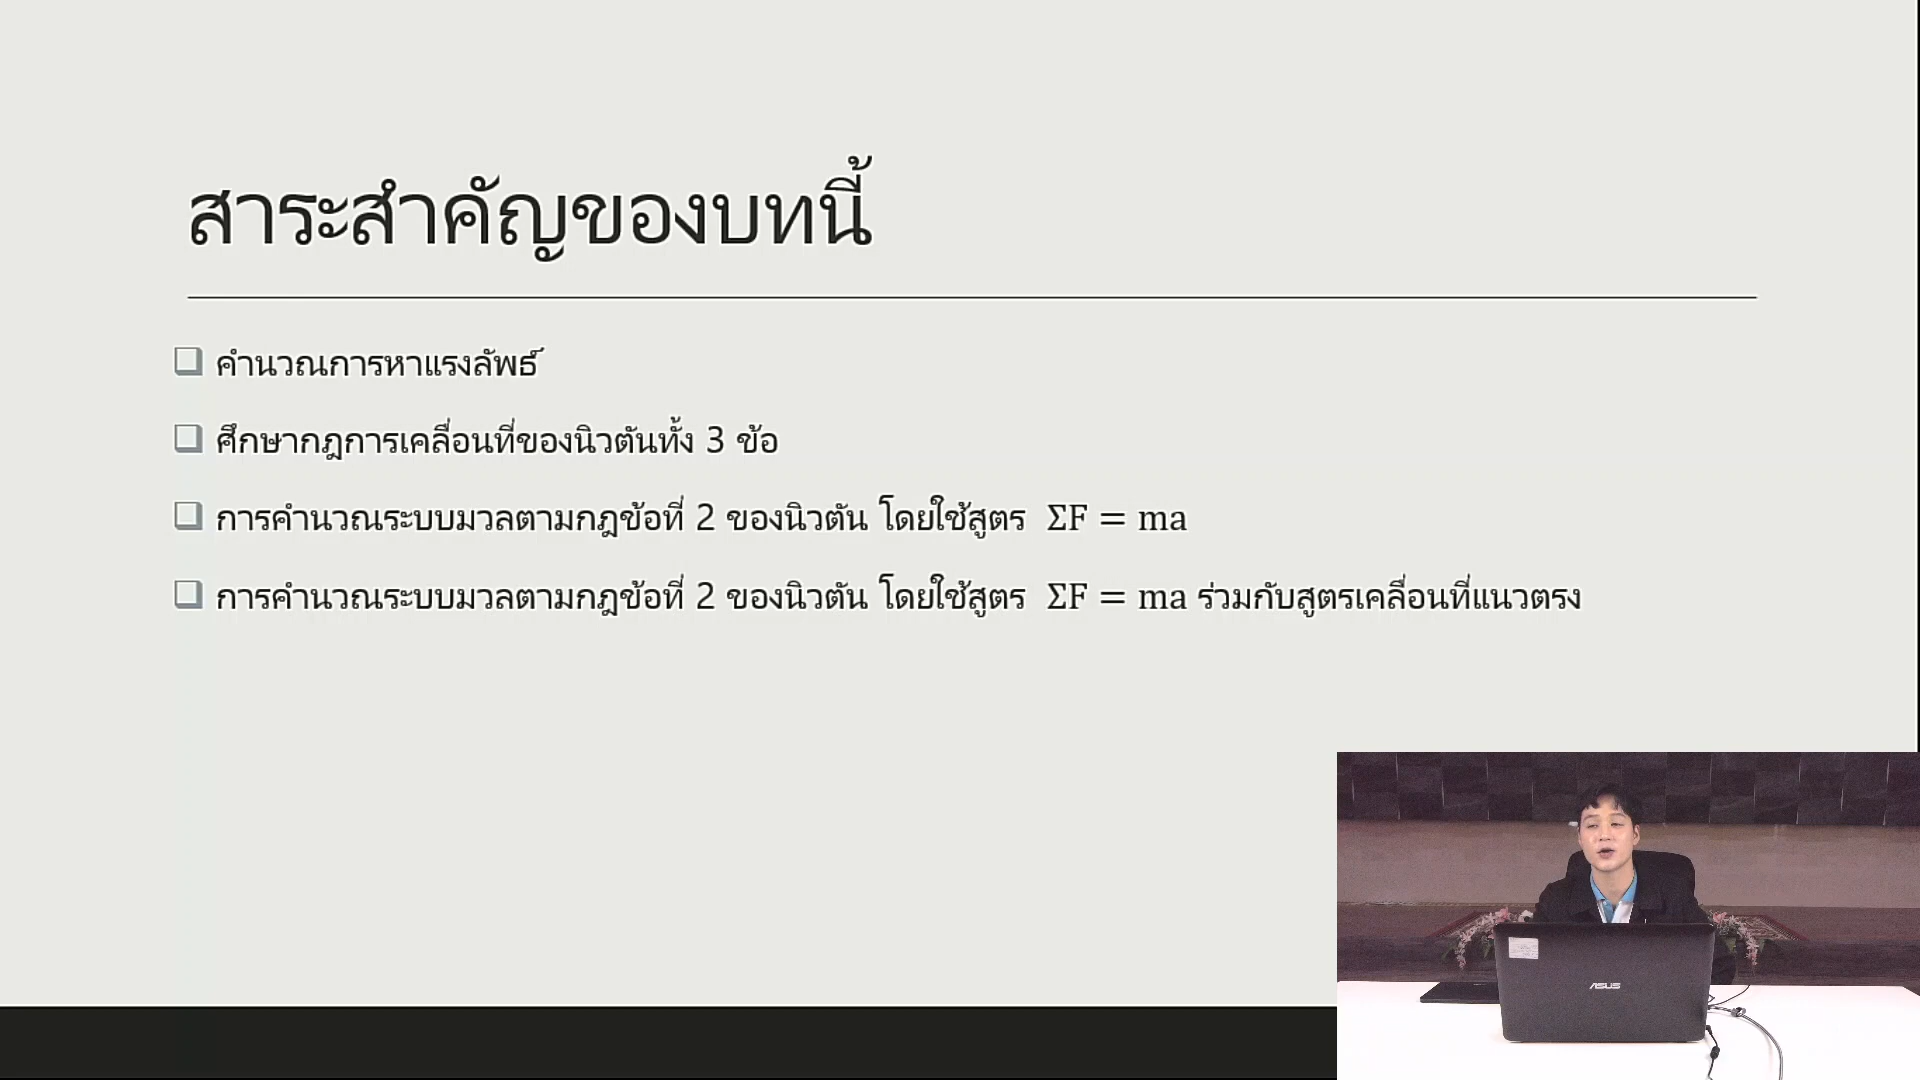 สาระสำคัญของบทนี้
คำนวณการหาแรงลัพธ์
ศึกษากฎการเคลื่อนที่ของนิวตันทั้ง 3 ข้อ
การคำนวณระบบมวลตามกฎข้อที่ 2 ของนิวตัน โดยใช้สูตร ΣF = ma
การคำนวณระบบมวลตามกฎข้อที่ 2 ของนิวตัน โดยใช้สูตร ΣF = ma ร่วมกับสูตรเคลื่อนที่แนวตรง
ASUS